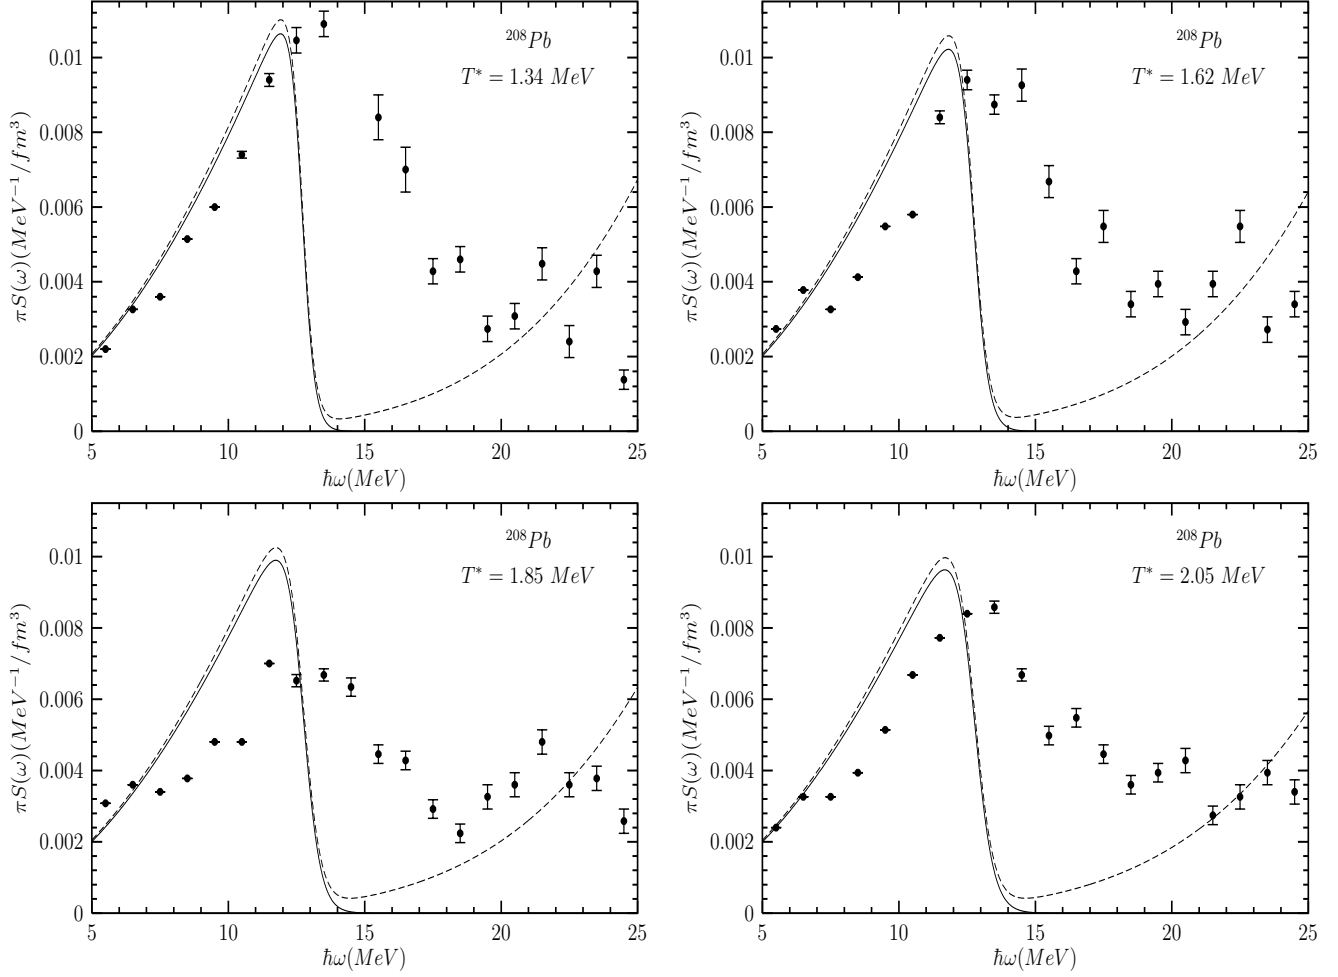 πS(ω)(MeV⁻¹/fm³)
0.01
0.008
0.006
0.004
0.002
0
²⁰⁸Pb
T* = 1.34 MeV
5 10 15 20 25
ħω(MeV)
πS(ω)(MeV⁻¹/fm³)
0.01
0.008
0.006
0.004
0.002
0
²⁰⁸Pb
T* = 1.62 MeV
5 10 15 20 25
ħω(MeV)
πS(ω)(MeV⁻¹/fm³)
0.01
0.008
0.006
0.004
0.002
0
²⁰⁸Pb
T* = 1.85 MeV
5 10 15 20 25
ħω(MeV)
πS(ω)(MeV⁻¹/fm³)
0.01
0.008
0.006
0.004
0.002
0
²⁰⁸Pb
T* = 2.05 MeV
5 10 15 20 25
ħω(MeV)